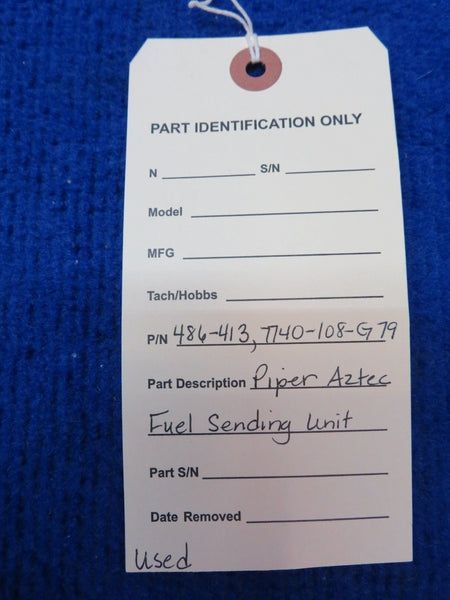 PART IDENTIFICATION ONLY
N S/N
Model
MFG
Tach/Hobbs
P/N 486-413, 7740-108-G79
Part Description Piper Aztec
Fuel Sending Unit
Part S/N
Date Removed
Used